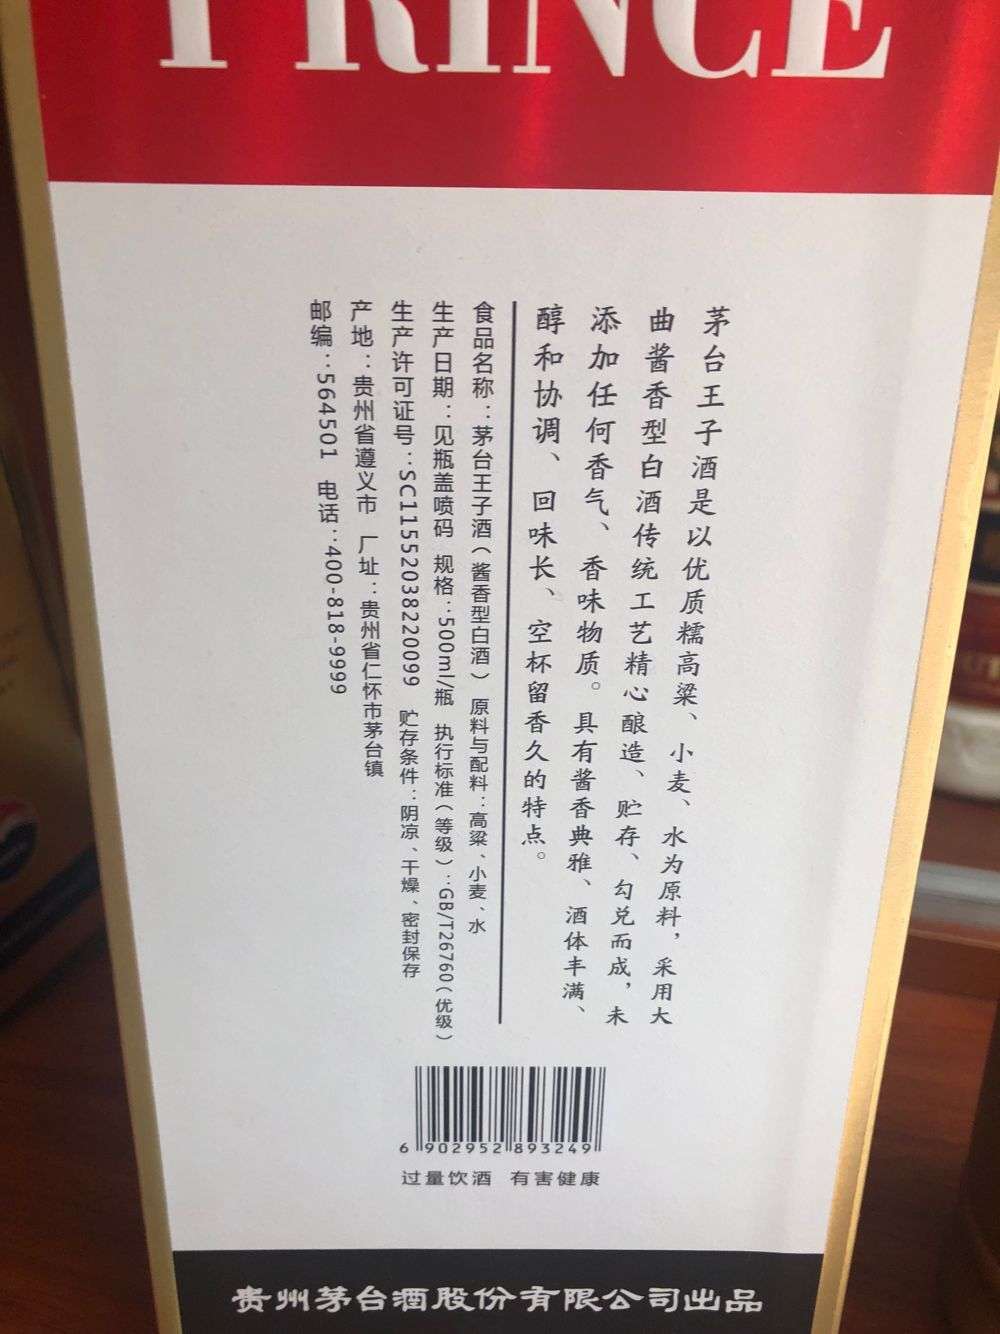 PRINCE
茅台王子酒是以优质糯高粱、小麦、水为原料，采用大
曲酱香型白酒传统工艺精心酿造、贮存、勾兑而成，未
添加任何香气、香味物质。具有酱香典雅、酒体丰满、
醇和协调、回味长、空杯留香久的特点。
食品名称：茅台王子酒（酱香型白酒） 原料与配料：高粱、小麦、水
生产日期：见瓶盖喷码 规格：500ml/瓶 执行标准（等级）：GB/T26760（优级）
生产许可证号：SC11552038220099 贮存条件：阴凉、干燥、密封保存
产地：贵州省遵义市 厂址：贵州省仁怀市茅台镇
邮编：564501 电话：400-818-9999
6 902952 893249
过量饮酒 有害健康
贵州茅台酒股份有限公司出品